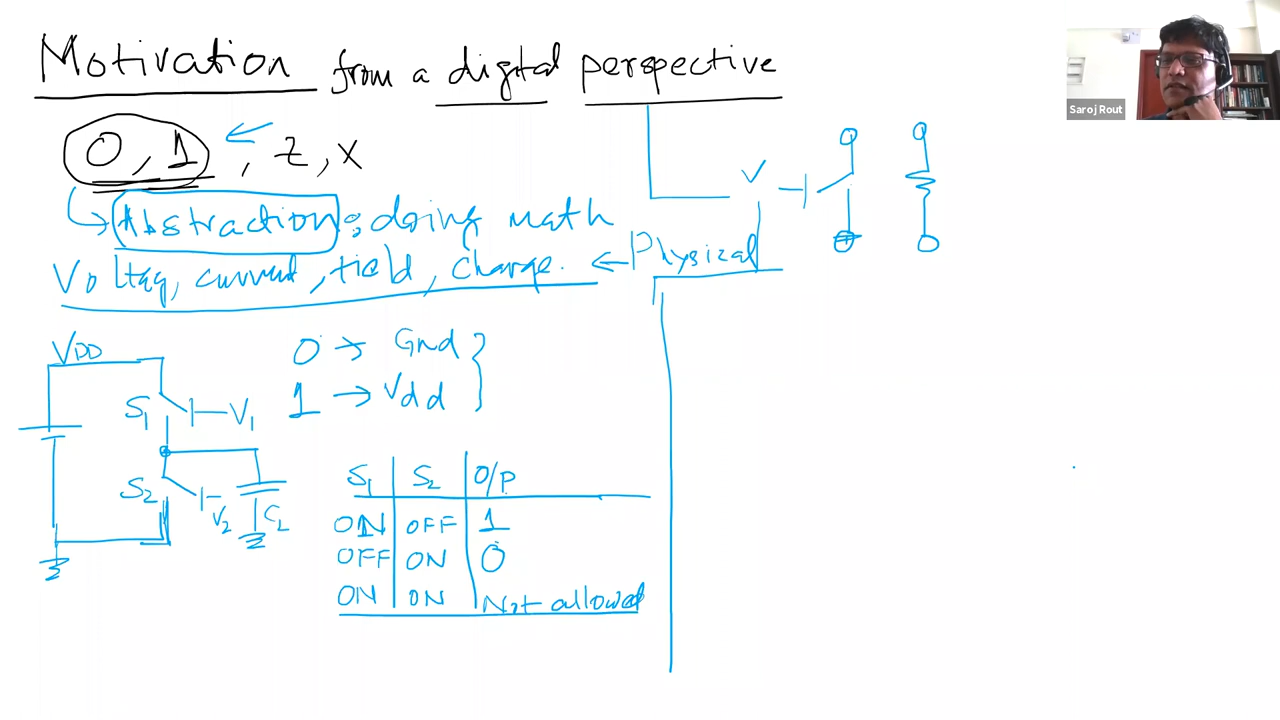 Motivation from a digital perspective
0, 1 , z, x
Abstraction : doing math
Voltag, current, field, charge. ← Physical
V
VDD
0 → Gnd
1 → Vdd
S1 V1
S2 V2 CL
S1 S2 O/P
ON OFF 1
OFF ON 0
ON ON Not allowed
Saroj Rout